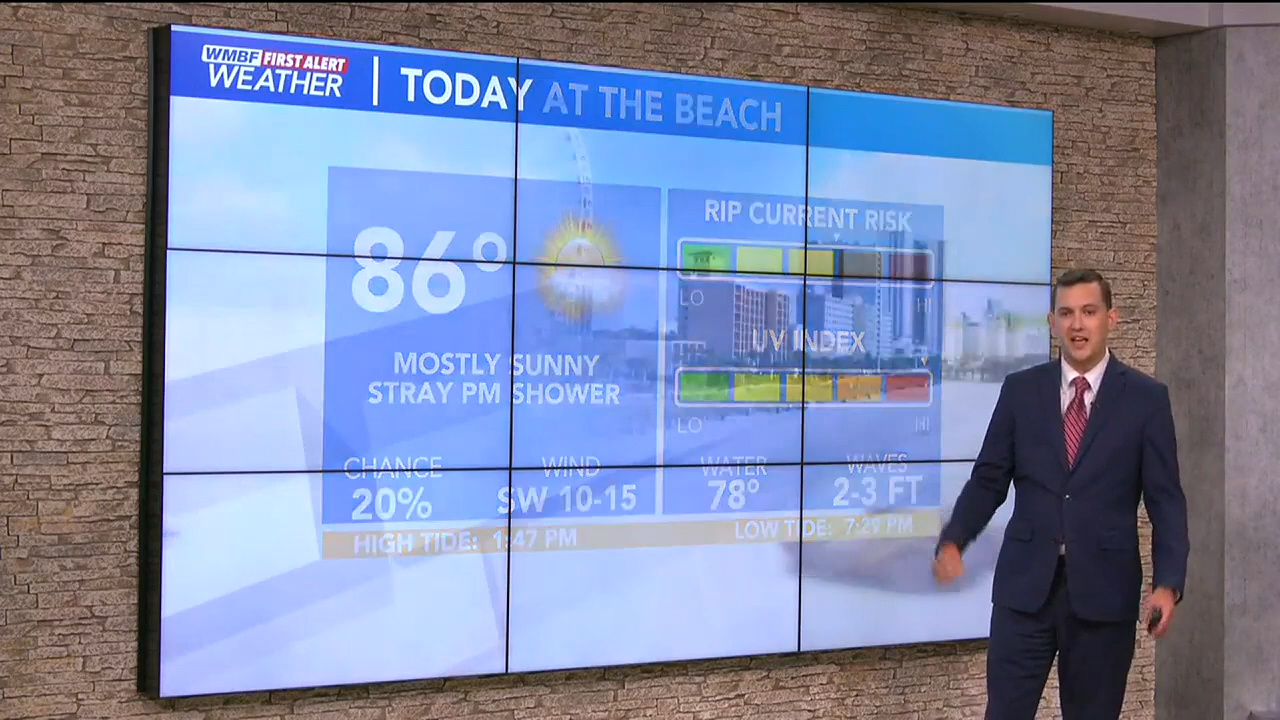 WMBF FIRST ALERT
WEATHER
TODAY AT THE BEACH
86°
MOSTLY SUNNY
STRAY PM SHOWER
CHANCE
20%
WIND
SW 10-15
RIP CURRENT RISK
LO HI
UV INDEX
LO HI
WATER
78°
WAVES
2-3 FT
HIGH TIDE: 1:47 PM
LOW TIDE: 7:29 PM